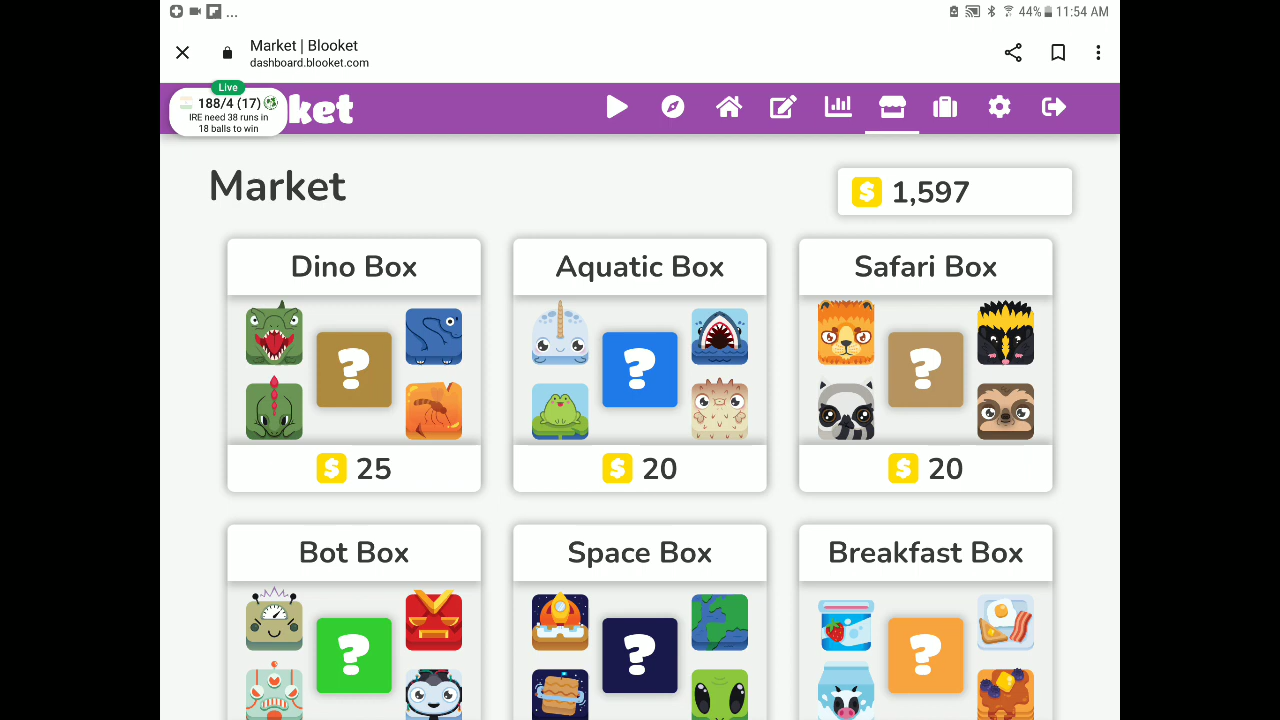 ... 44% 11:54 AM
Market | Blooket
dashboard.blooket.com
Live
188/4 (17)
IRE need 38 runs in
18 balls to win
ket
Market
$ 1,597
Dino Box
Aquatic Box
Safari Box
?
?
?
$ 25
$ 20
$ 20
Bot Box
Space Box
Breakfast Box
?
?
?